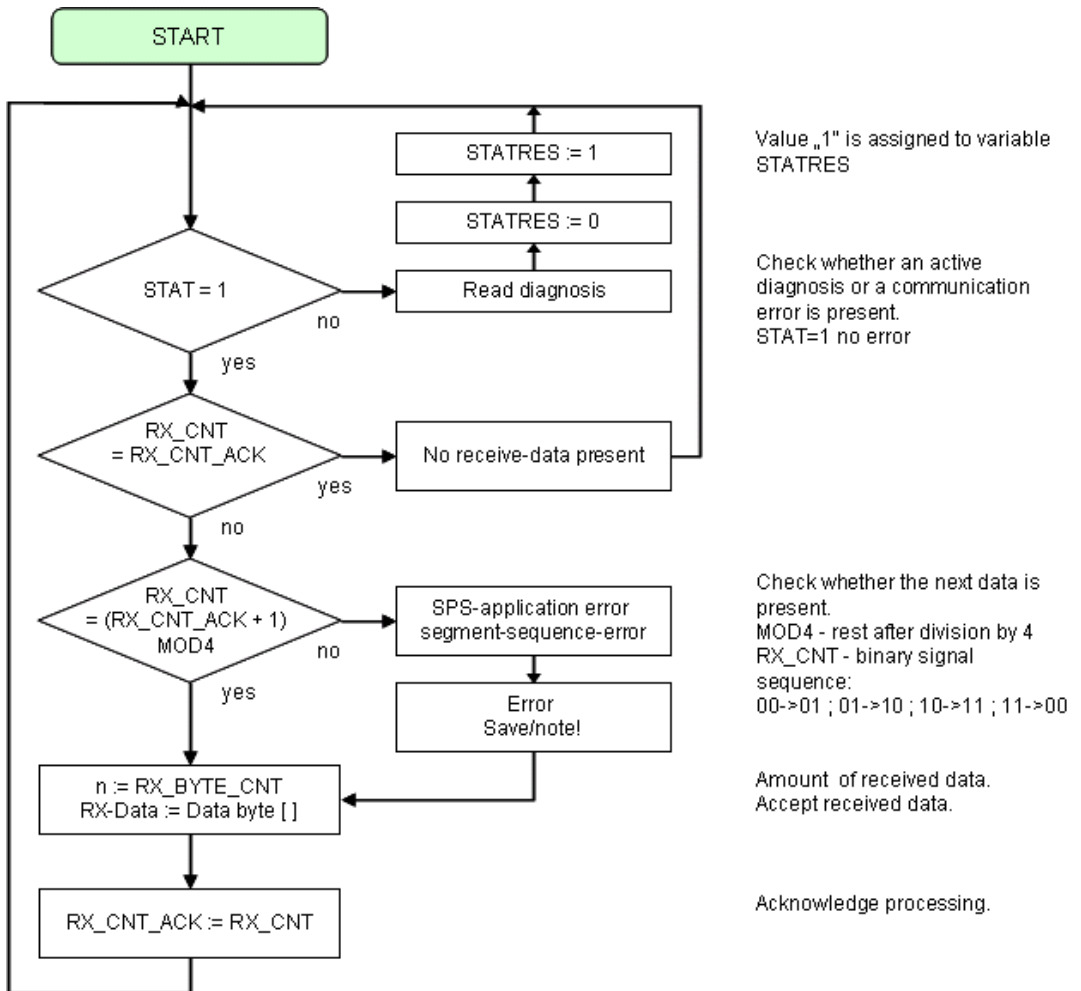 START
STATRES := 1
Value „1" is assigned to variable
STATRES
STATRES := 0
STAT = 1
no
Read diagnosis
Check whether an active
diagnosis or a communication
error is present.
STAT=1 no error
yes
RX_CNT
= RX_CNT_ACK
yes
No receive-data present
no
RX_CNT
= (RX_CNT_ACK + 1)
MOD4
no
SPS-application error
segment-sequence-error
Check whether the next data is
present.
MOD4 - rest after division by 4
RX_CNT - binary signal
sequence:
00->01 ; 01->10 ; 10->11 ; 11->00
yes
Error
Save/note!
n := RX_BYTE_CNT
RX-Data := Data byte [ ]
Amount of received data.
Accept received data.
RX_CNT_ACK := RX_CNT
Acknowledge processing.